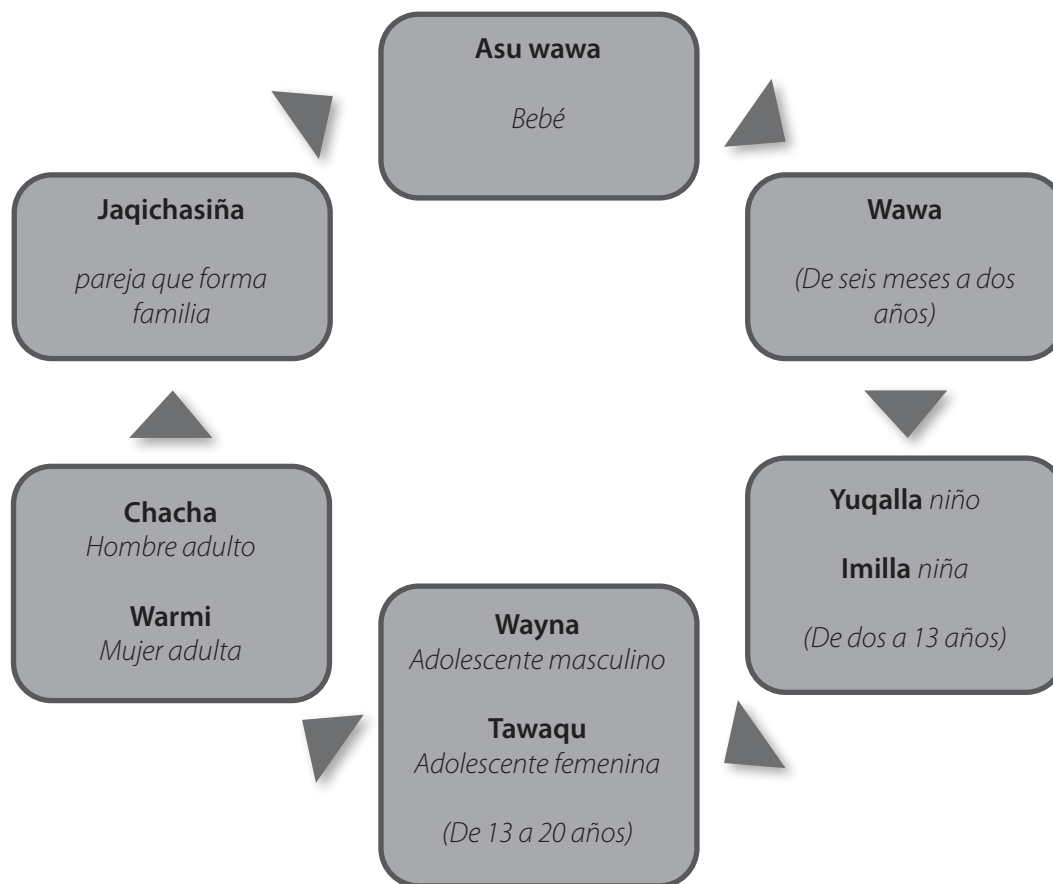 Asu wawa
Bebé
Wawa
(De seis meses a dos
años)
Yuqalla niño
Imilla niña
(De dos a 13 años)
Wayna
Adolescente masculino
Tawaqu
Adolescente femenina
(De 13 a 20 años)
Chacha
Hombre adulto
Warmi
Mujer adulta
Jaqichasiña
pareja que forma
familia